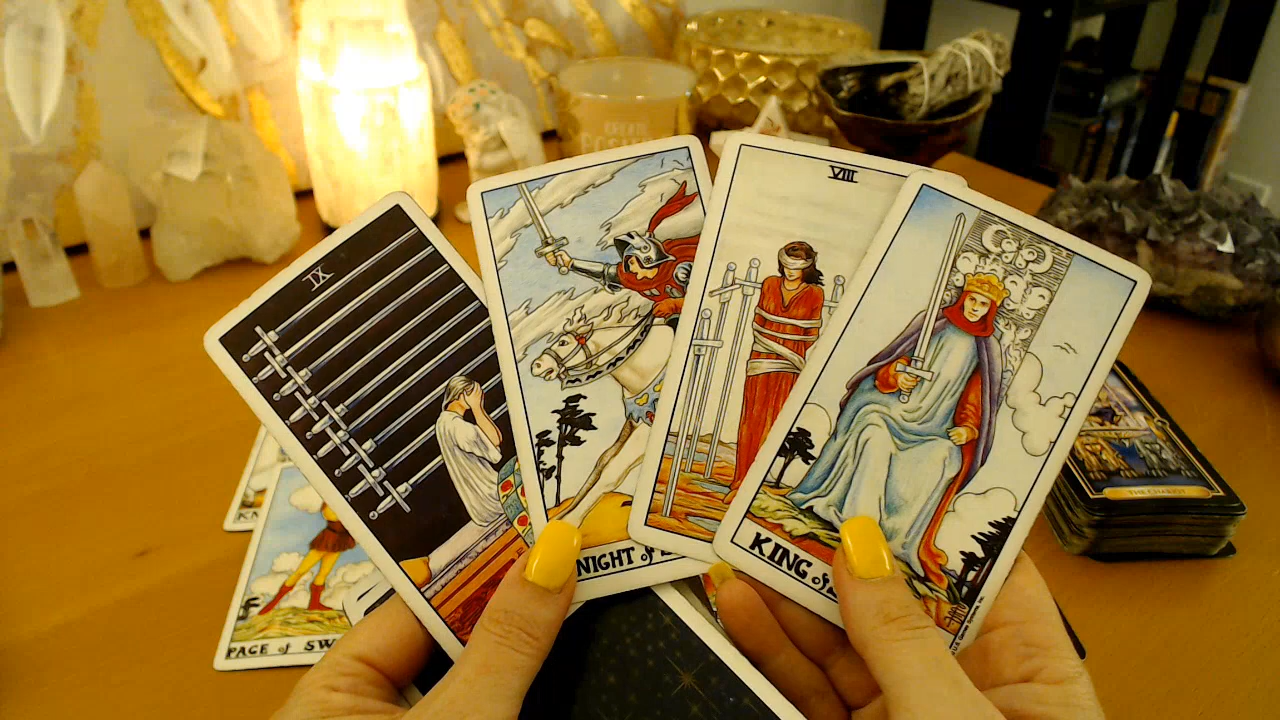 IX
VIII
NIGHT of
KING of
PAGE of SW
THE CHARIOT